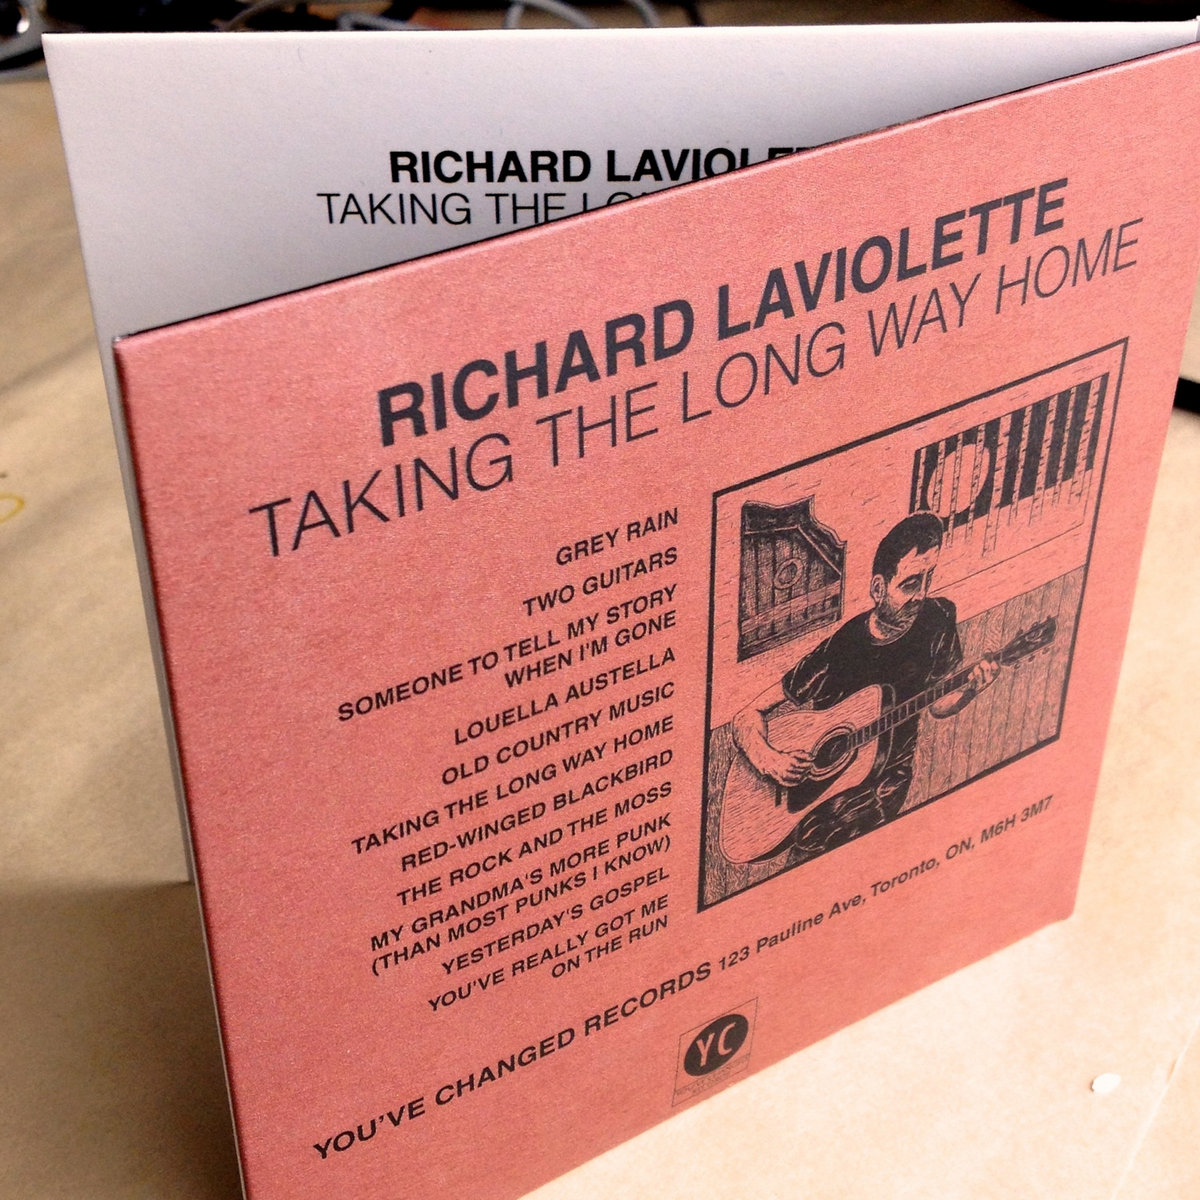 RICHARD LAVIOLETTE
TAKING THE
RICHARD LAVIOLETTE
TAKING THE LONG WAY HOME
GREY RAIN
TWO GUITARS
SOMEONE TO TELL MY STORY
WHEN I'M GONE
LOUELLA AUSTELLA
OLD COUNTRY MUSIC
TAKING THE LONG WAY HOME
RED-WINGED BLACKBIRD
THE ROCK AND THE MOSS
MY GRANDMA'S MORE PUNK
(THAN MOST PUNKS I KNOW)
YESTERDAY'S GOSPEL
YOU'VE REALLY GOT ME
ON THE RUN
YOU'VE CHANGED RECORDS 123 Pauline Ave, Toronto, ON, M6H 3M7
YC